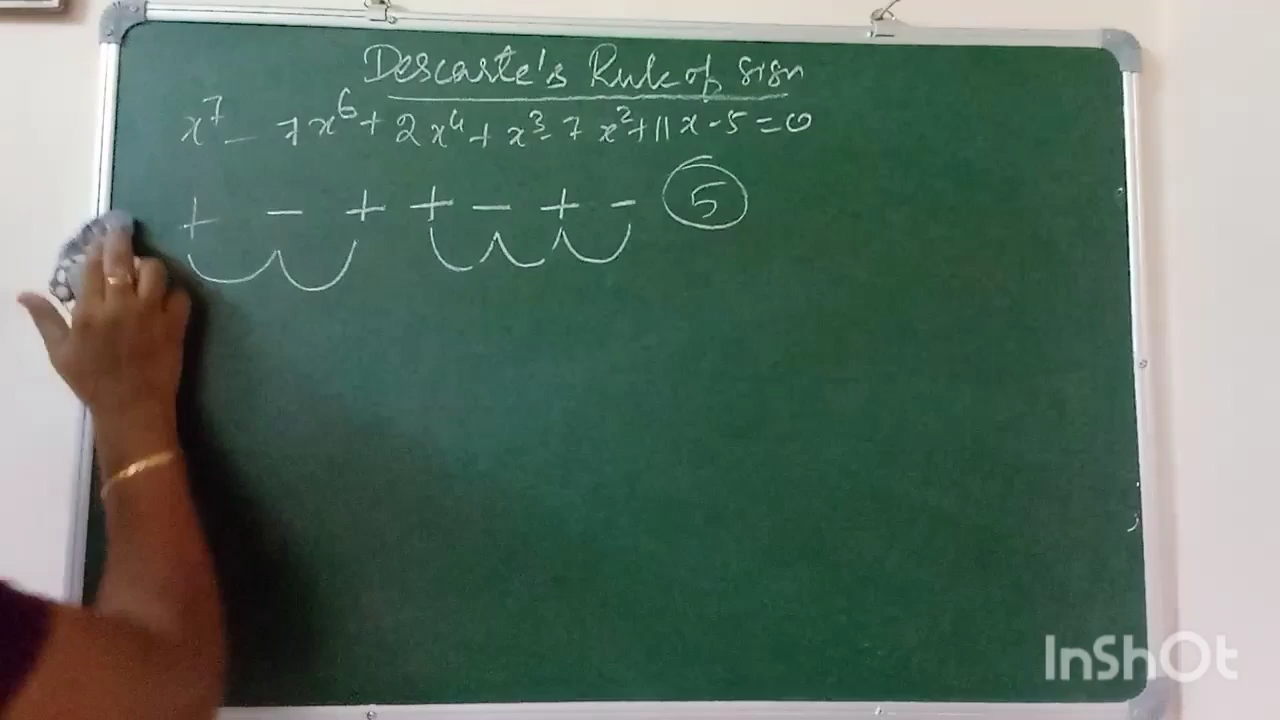 Descarte's Rule of sign
x⁷ - 7x⁶ + 2x⁴ + x³ - 7x² + 11x - 5 = 0
+ - + + - + - 5
InShOt